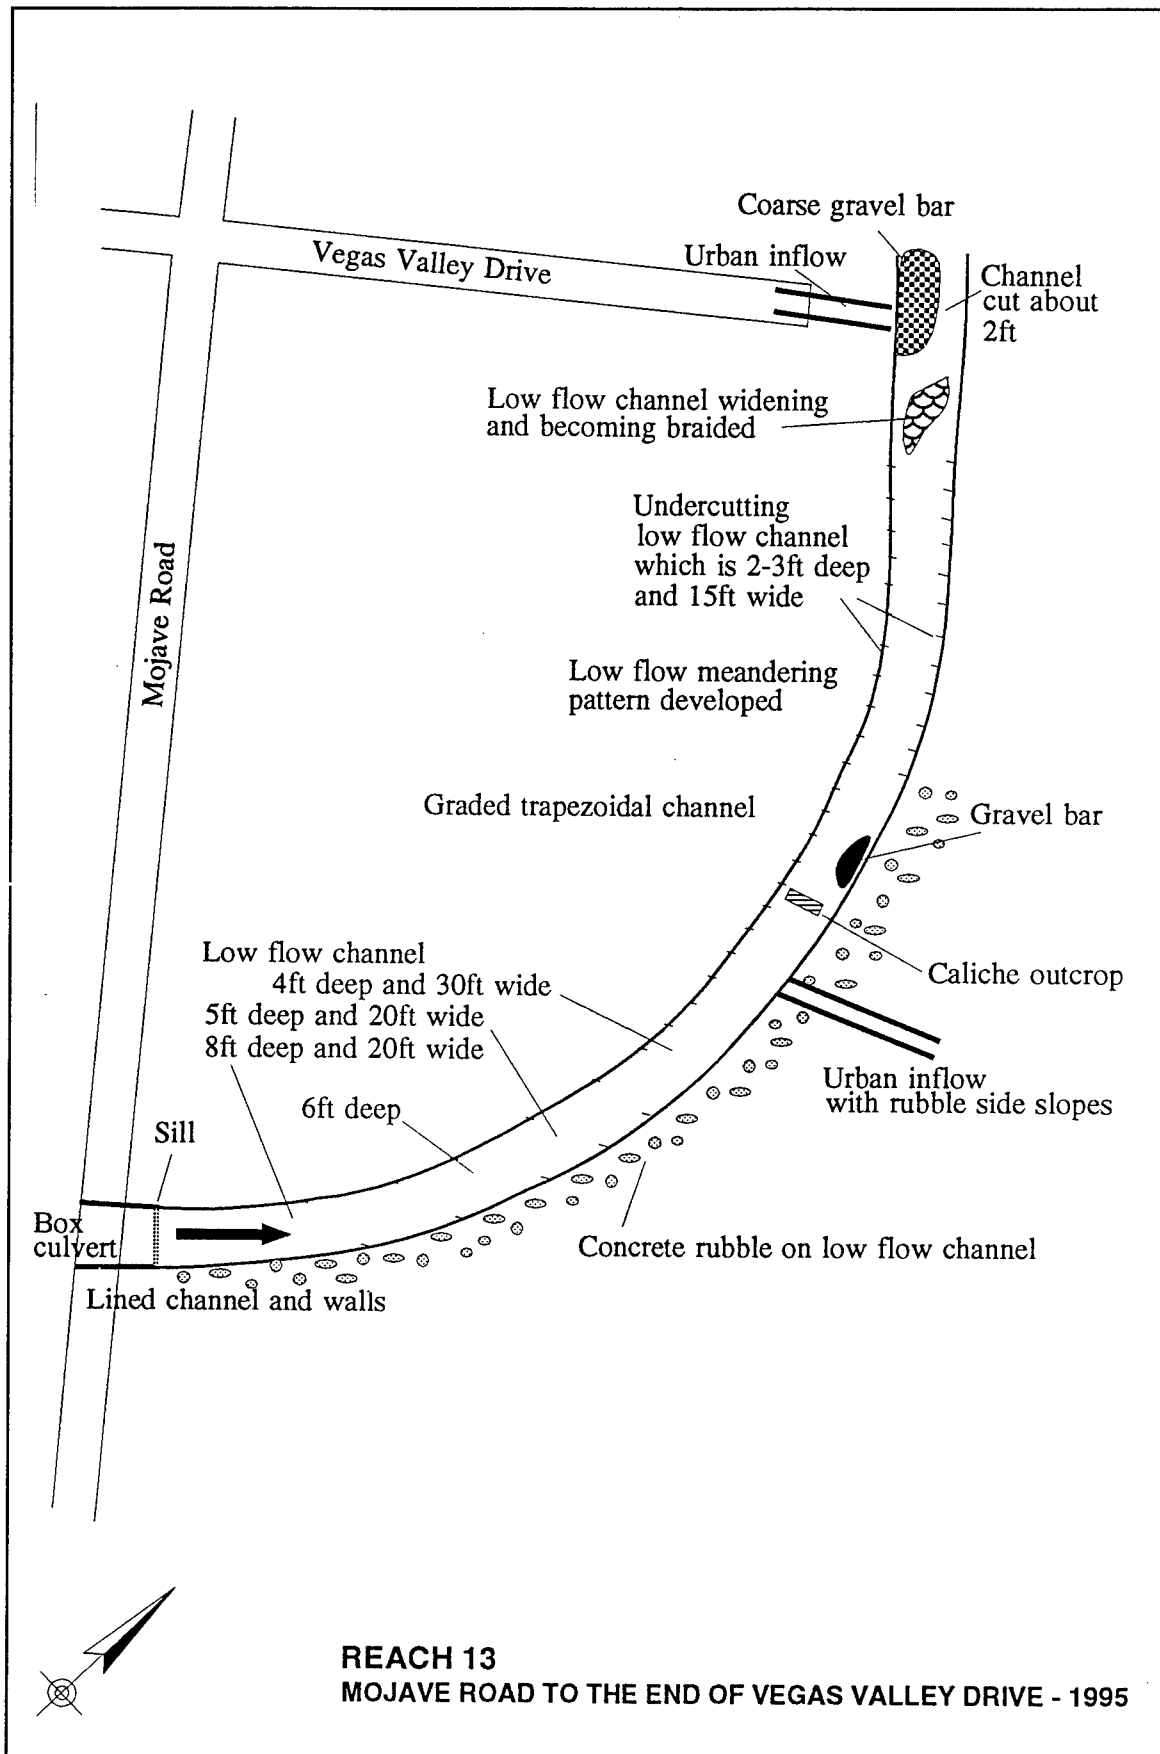 Coarse gravel bar
Urban inflow
Vegas Valley Drive
Channel
cut about
2ft
Low flow channel widening
and becoming braided
Undercutting
low flow channel
which is 2-3ft deep
and 15ft wide
Mojave Road
Low flow meandering
pattern developed
Graded trapezoidal channel
Gravel bar
Low flow channel
4ft deep and 30ft wide
5ft deep and 20ft wide
8ft deep and 20ft wide
Caliche outcrop
Urban inflow
with rubble side slopes
6ft deep
Sill
Box
culvert
Concrete rubble on low flow channel
Lined channel and walls
REACH 13
MOJAVE ROAD TO THE END OF VEGAS VALLEY DRIVE - 1995